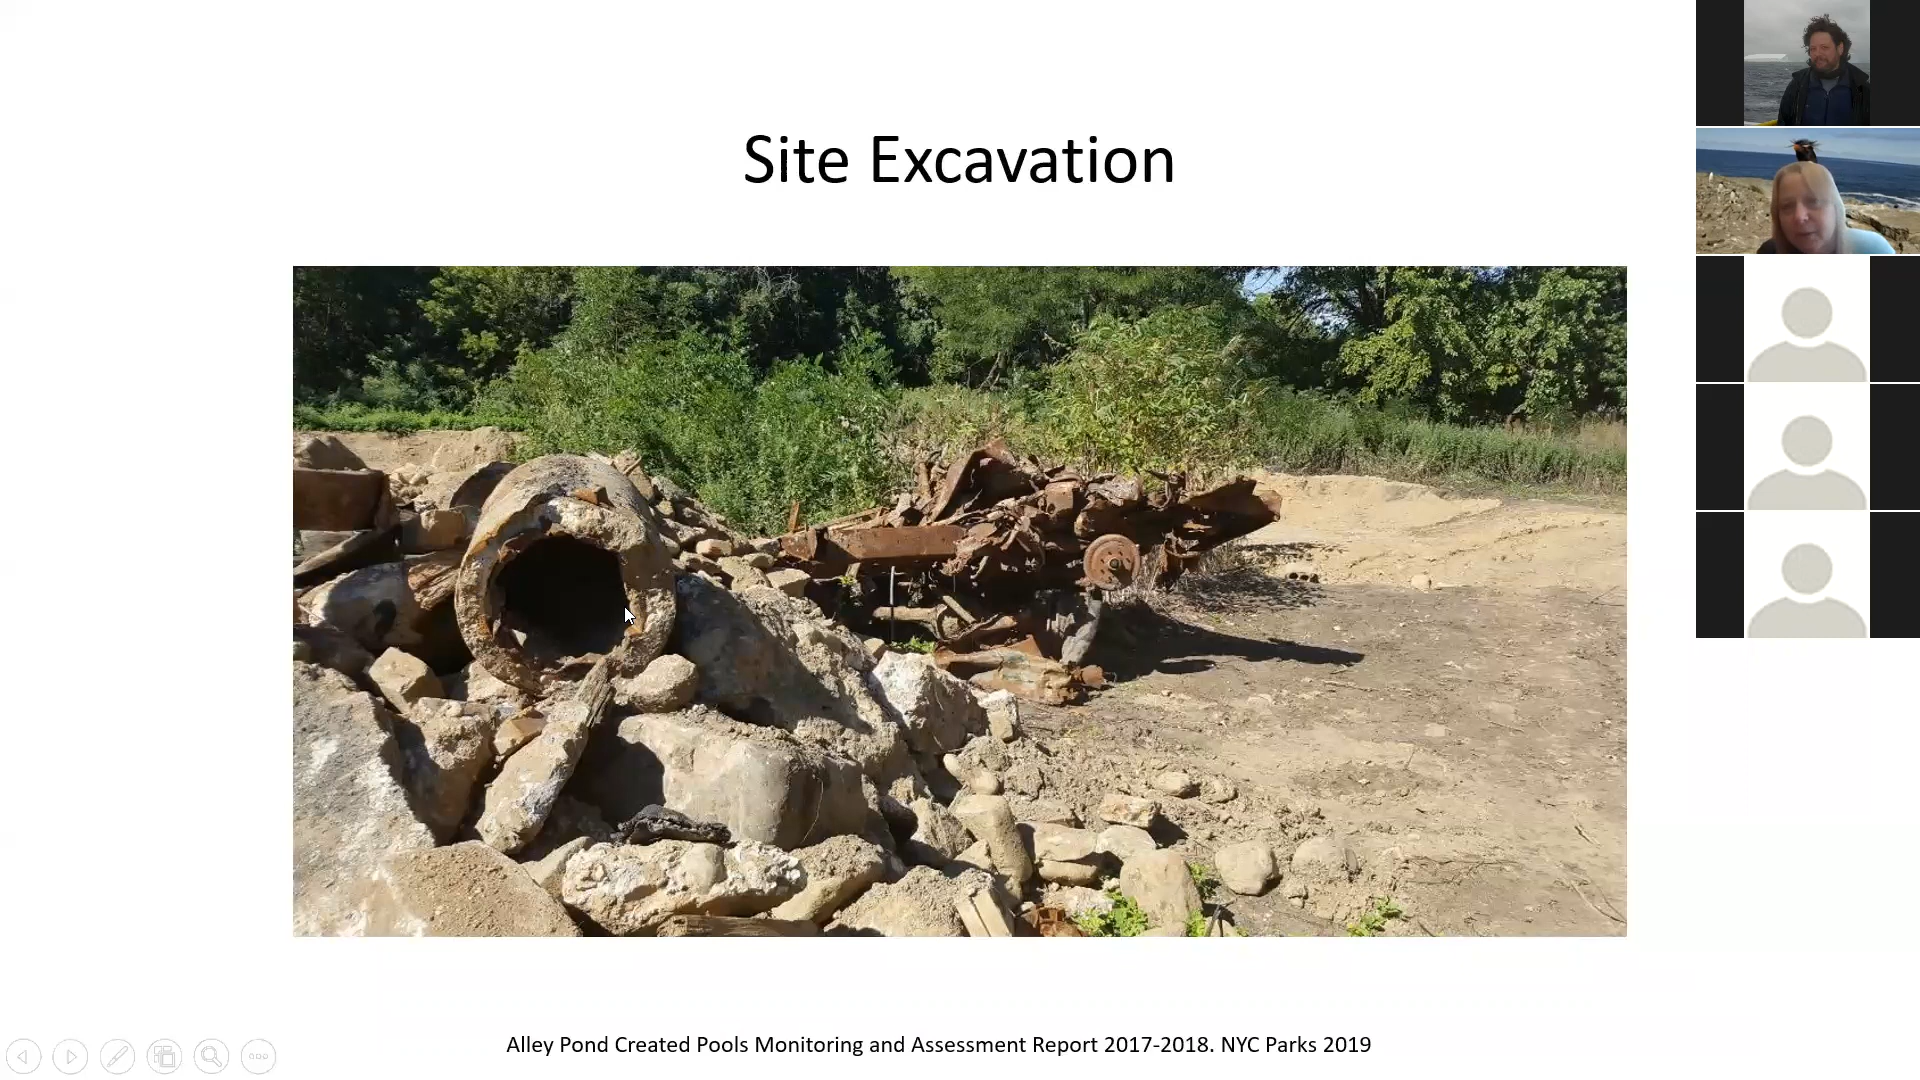 Site Excavation
Alley Pond Created Pools Monitoring and Assessment Report 2017-2018. NYC Parks 2019